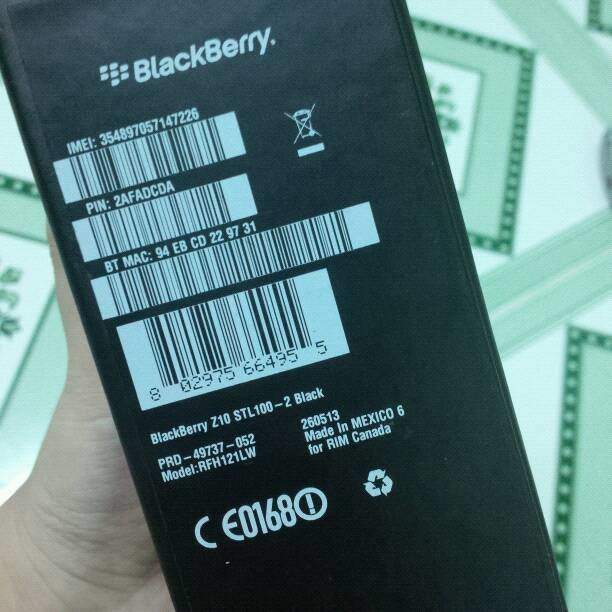 BlackBerry.
IMEI: 354897057147226
PIN: 2AFADCDA
BT MAC: 94 EB CD 22 97 31
8 02975 66495 5
BlackBerry Z10 STL100-2 Black
PRD-49737-052
Model:RFH121LW
260513
Made in MEXICO 6
for RIM Canada
CE0168